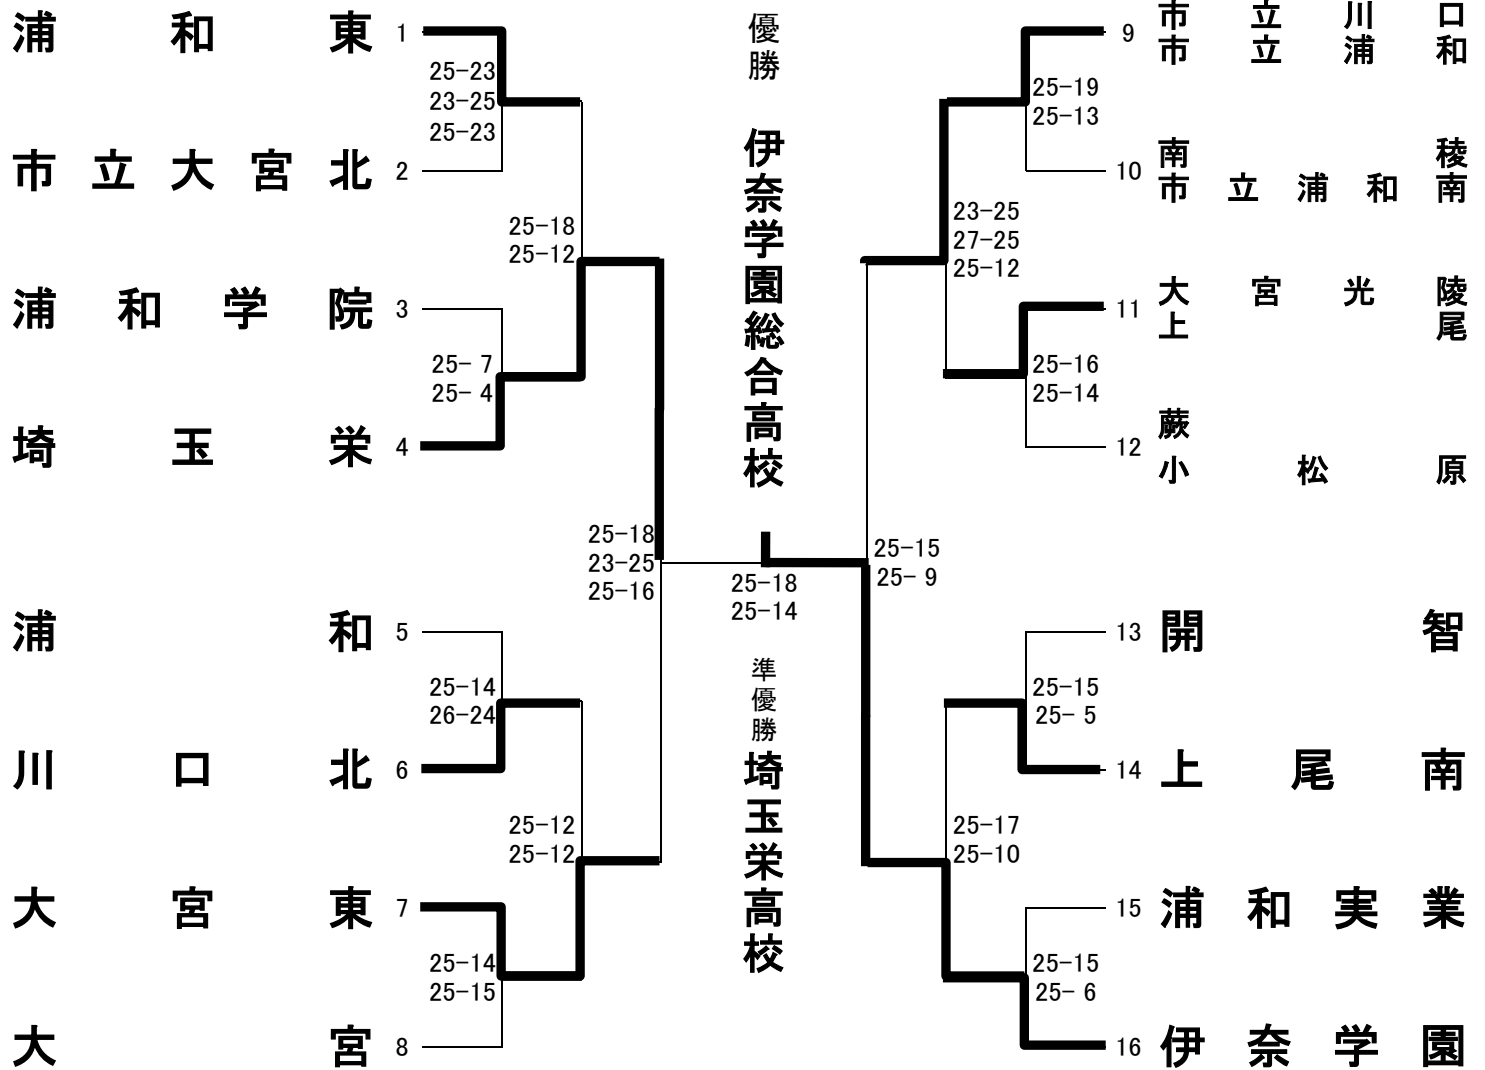 浦和東 1
25-23
23-25
25-23
市立大宮北 2
25-18
25-12
浦和学院 3
25- 7
25- 4
埼玉栄 4
25-18
23-25
25-16
浦和 5
25-14
26-24
川口北 6
25-12
25-12
大宮東 7
25-14
25-15
大宮 8
優勝
伊奈学園総合高校
25-18
25-14
準優勝
埼玉栄高校
9 市立川口
市立浦和
25-19
25-13
10 南稜
市立浦和南
23-25
27-25
25-12
11 大宮光陵
上尾
25-16
25-14
12 蕨
小松原
25-15
25- 9
13 開智
25-15
25- 5
14 上尾南
25-17
25-10
15 浦和実業
25-15
25- 6
16 伊奈学園